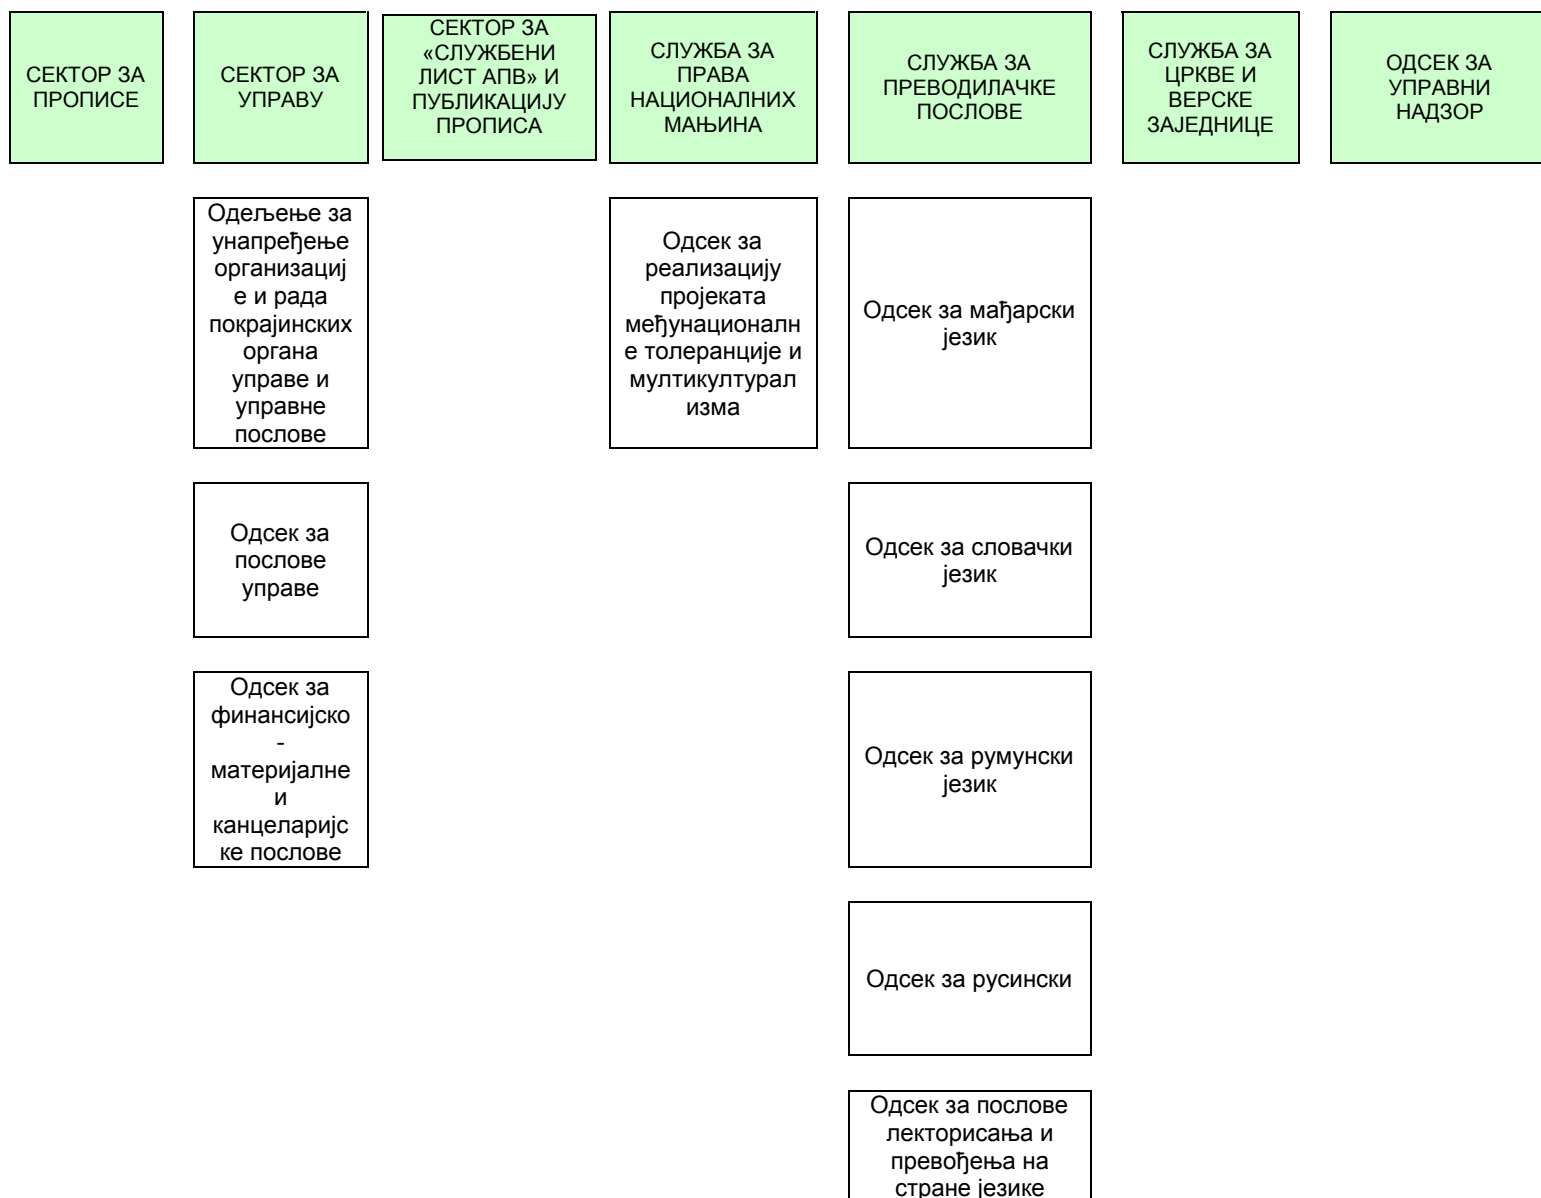 СЕКТОР ЗА
ПРОПИСЕ
СЕКТОР ЗА
УПРАВУ
СЕКТОР ЗА
«СЛУЖБЕНИ
ЛИСТ АПВ» И
ПУБЛИКАЦИЈУ
ПРОПИСА
СЛУЖБА ЗА
ПРАВА
НАЦИОНАЛНИХ
МАЊИНА
СЛУЖБА ЗА
ПРЕВОДИЛАЧКЕ
ПОСЛОВЕ
СЛУЖБА ЗА
ЦРКВЕ И
ВЕРСКЕ
ЗАЈЕДНИЦЕ
ОДСЕК ЗА
УПРАВНИ
НАДЗОР
Одељење за
унапређење
организациј
е и рада
покрајинских
органа
управе и
управне
послове
Одсек за
реализацију
пројеката
међунационалн
е толеранције и
мултикултурал
изма
Одсек за мађарски
језик
Одсек за
послове
управе
Одсек за словачки
језик
Одсек за
финансијско
-
материјалне
и
канцеларијс
ке послове
Одсек за румунски
језик
Одсек за русински
Одсек за послове
лекторисања и
превођења на
стране језике